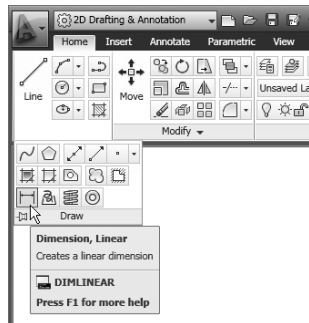 2D Drafting & Annotation
Home Insert Annotate Parametric View
Line
Move
Unsaved La
Modify
Draw
Dimension, Linear
Creates a linear dimension
DIMLINEAR
Press F1 for more help